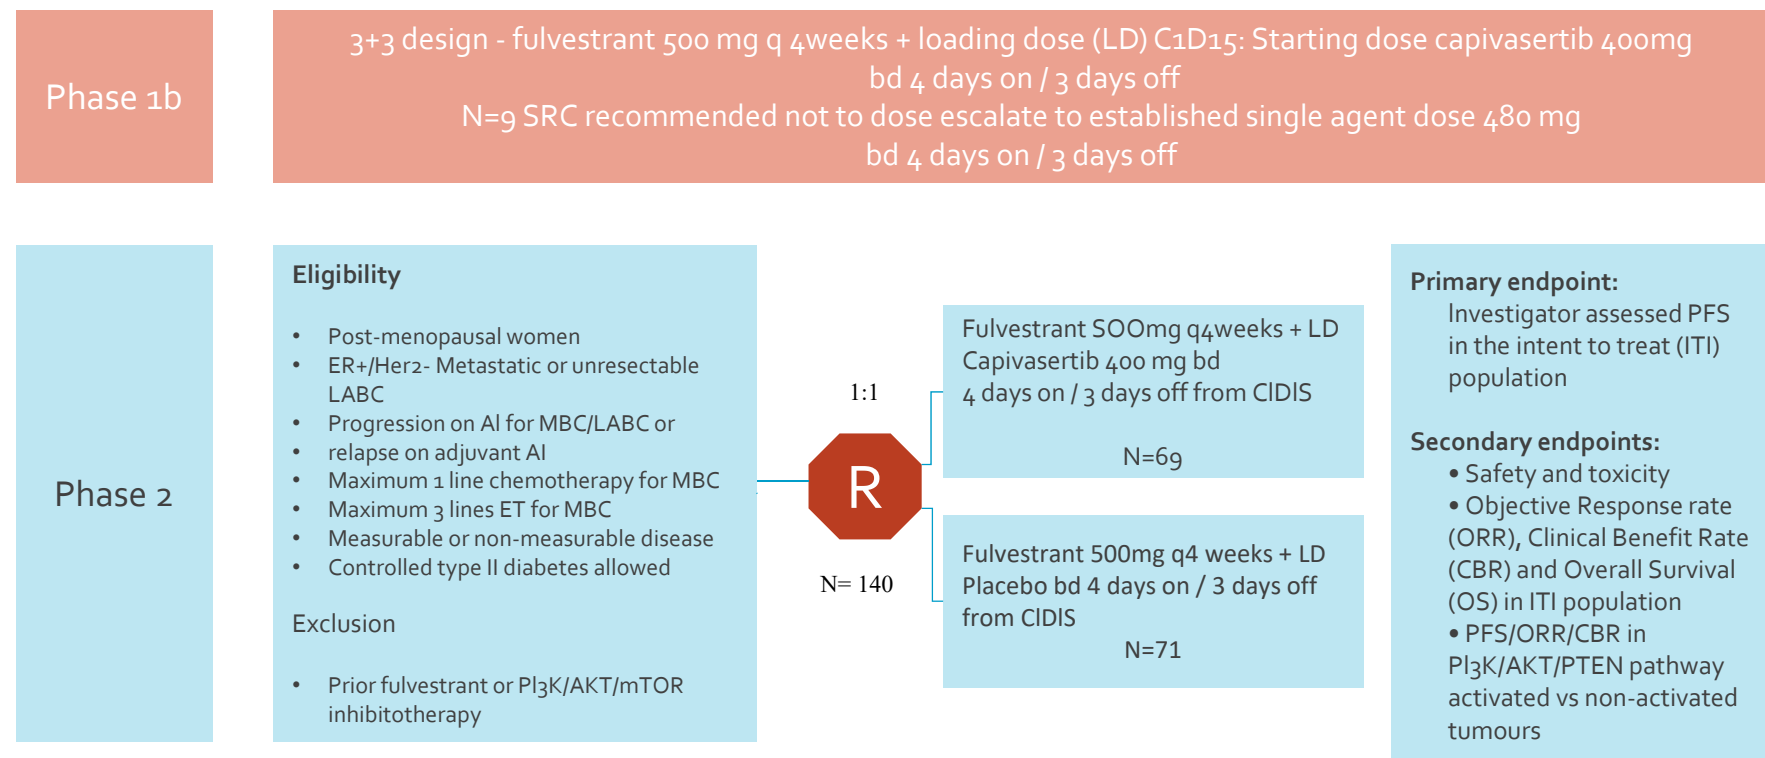 Phase 1b
3+3 design - fulvestrant 500 mg q 4weeks + loading dose (LD) C1D15: Starting dose capivasertib 400mg
bd 4 days on / 3 days off
N=9 SRC recommended not to dose escalate to established single agent dose 480 mg
bd 4 days on / 3 days off
Phase 2
Eligibility
• Post-menopausal women
• ER+/Her2- Metastatic or unresectable
LABC
• Progression on Al for MBC/LABC or
• relapse on adjuvant AI
• Maximum 1 line chemotherapy for MBC
• Maximum 3 lines ET for MBC
• Measurable or non-measurable disease
• Controlled type II diabetes allowed
Exclusion
• Prior fulvestrant or Pl3K/AKT/mTOR
inhibitotherapy
1:1
R
N= 140
Fulvestrant SOOmg q4weeks + LD
Capivasertib 400 mg bd
4 days on / 3 days off from ClDlS
N=69
Fulvestrant 500mg q4 weeks + LD
Placebo bd 4 days on / 3 days off
from ClDlS
N=71
Primary endpoint:
Investigator assessed PFS
in the intent to treat (ITI)
population
Secondary endpoints:
• Safety and toxicity
• Objective Response rate
(ORR), Clinical Benefit Rate
(CBR) and Overall Survival
(OS) in ITI population
• PFS/ORR/CBR in
Pl3K/AKT/PTEN pathway
activated vs non-activated
tumours